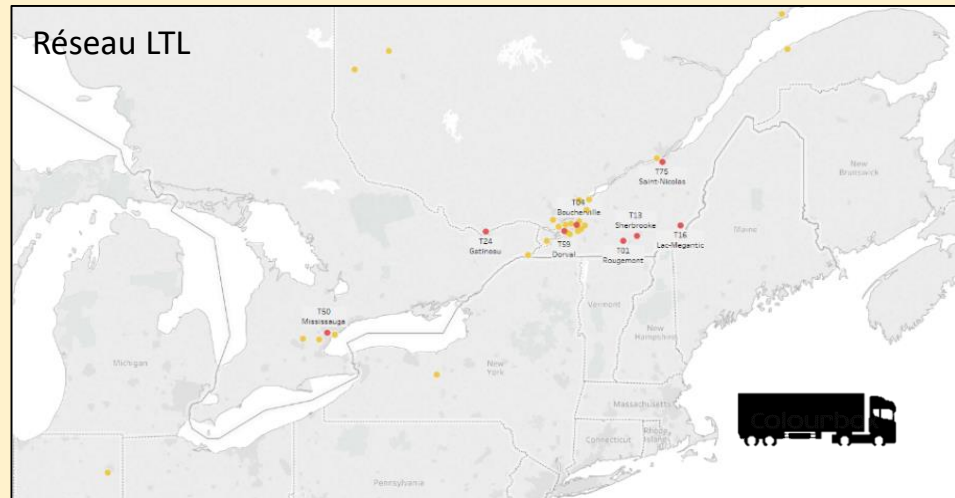 Réseau LTL
New
Brunswick
T75
Saint-Nicolas
T04
Boucherville
T13
Sherbrooke
Maine
T24
Gatineau
T59
Dorval
T01
Rougemont
T16
Lac-Megantic
Vermont
T50
Mississauga
New
Hampshire
Michigan
New
York
Massachusetts
Connecticut
Rhode
Island
Pennsylvania
Colourbox